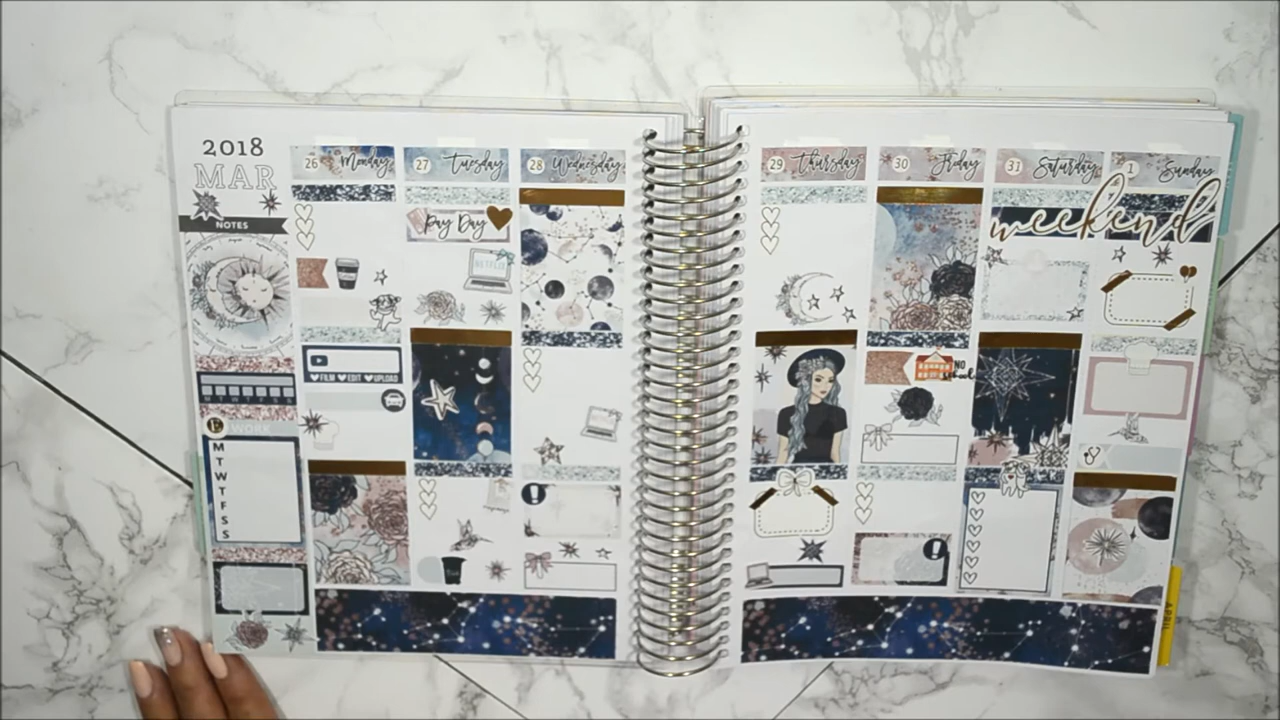 2018
MAR
NOTES
E WORK
M
T
W
T
F
S
S
26 Monday
FILM EDIT UPLOAD
27 Tuesday
Pay Day
NETFLIX
28 Wednesday
!
29 Thursday
30 Friday
NO
school
!
31 Saturday
1 Sunday
weekend
APRIL